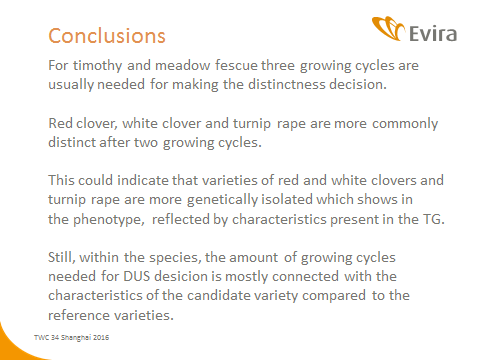 Conclusions
Evira
For timothy and meadow fescue three growing cycles are
usually needed for making the distinctness decision.
Red clover, white clover and turnip rape are more commonly
distinct after two growing cycles.
This could indicate that varieties of red and white clovers and
turnip rape are more genetically isolated which shows in
the phenotype, reflected by characteristics present in the TG.
Still, within the species, the amount of growing cycles
needed for DUS desicion is mostly connected with the
characteristics of the candidate variety compared to the
reference varieties.
TWC 34 Shanghai 2016